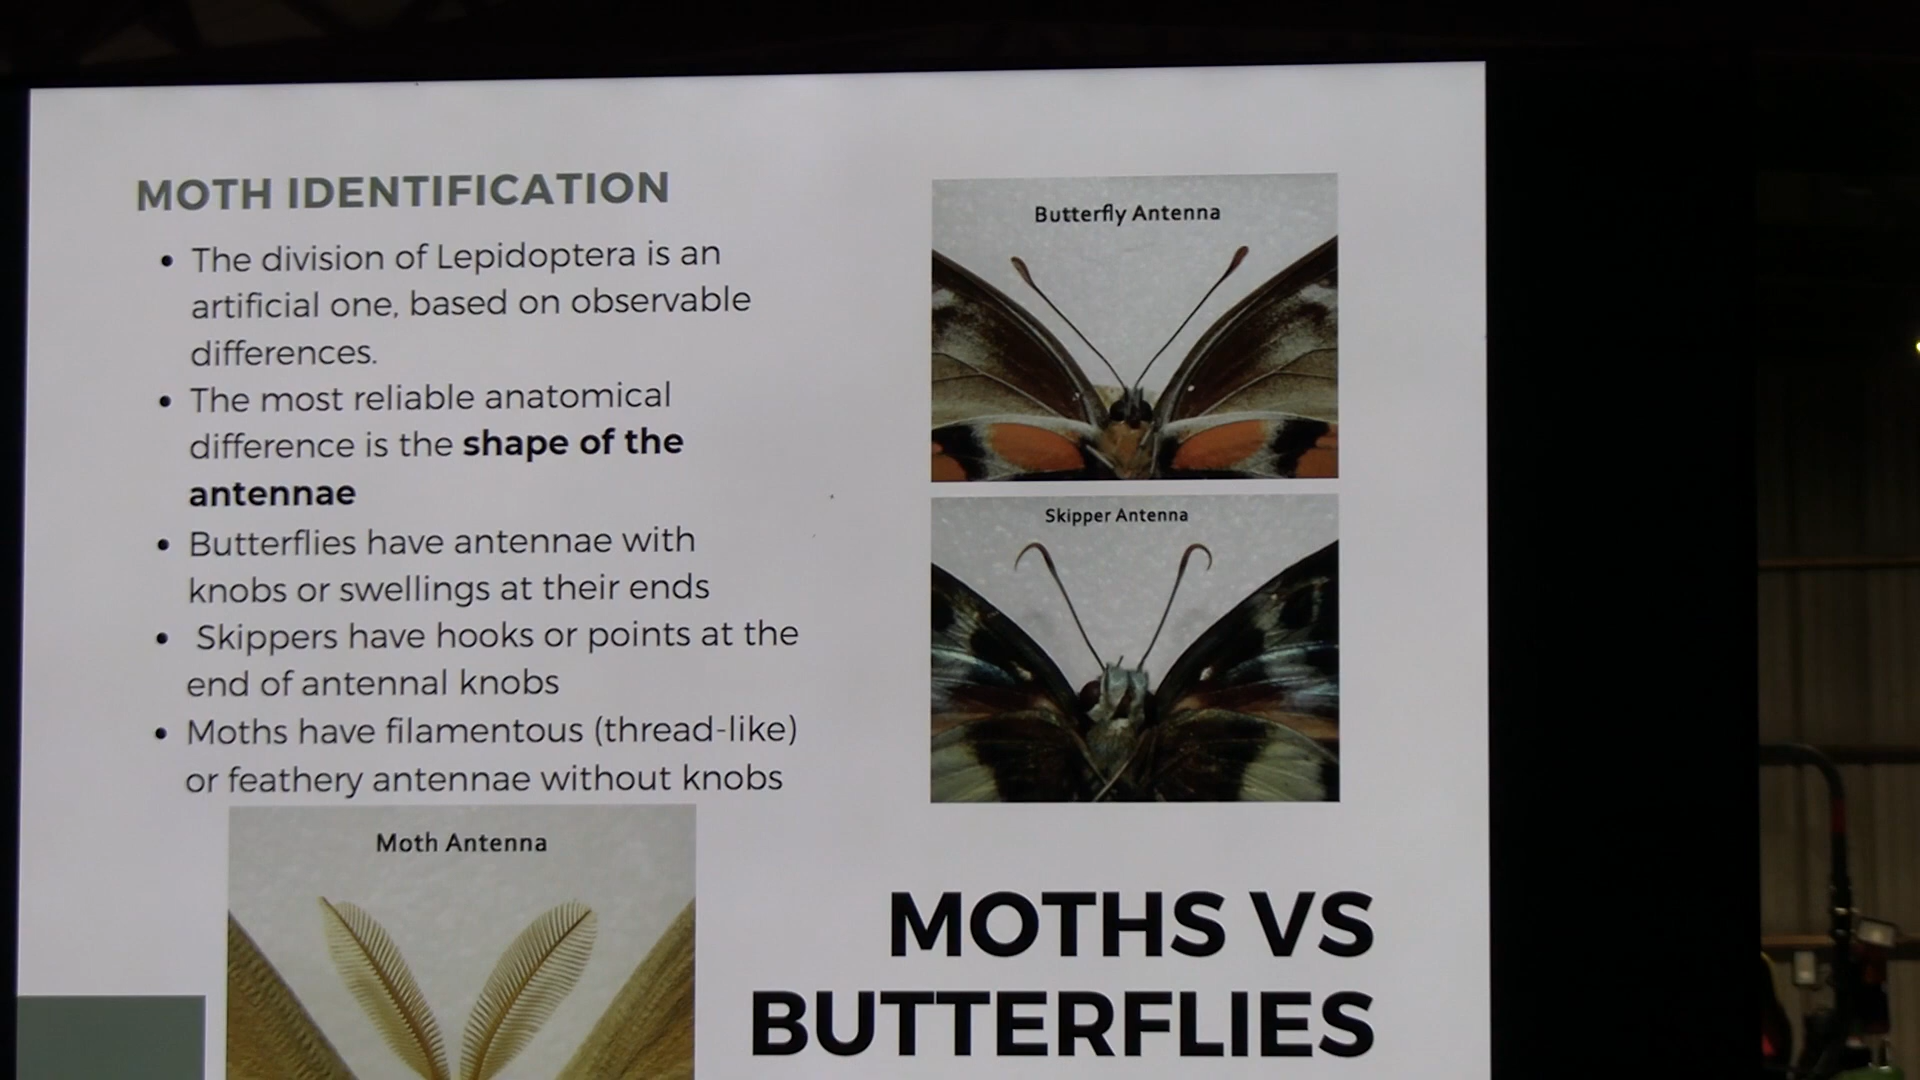 MOTH IDENTIFICATION
• The division of Lepidoptera is an
artificial one, based on observable
differences.
• The most reliable anatomical
difference is the shape of the
antennae
• Butterflies have antennae with
knobs or swellings at their ends
• Skippers have hooks or points at the
end of antennal knobs
• Moths have filamentous (thread-like)
or feathery antennae without knobs
Moth Antenna
Butterfly Antenna
Skipper Antenna
MOTHS VS
BUTTERFLIES